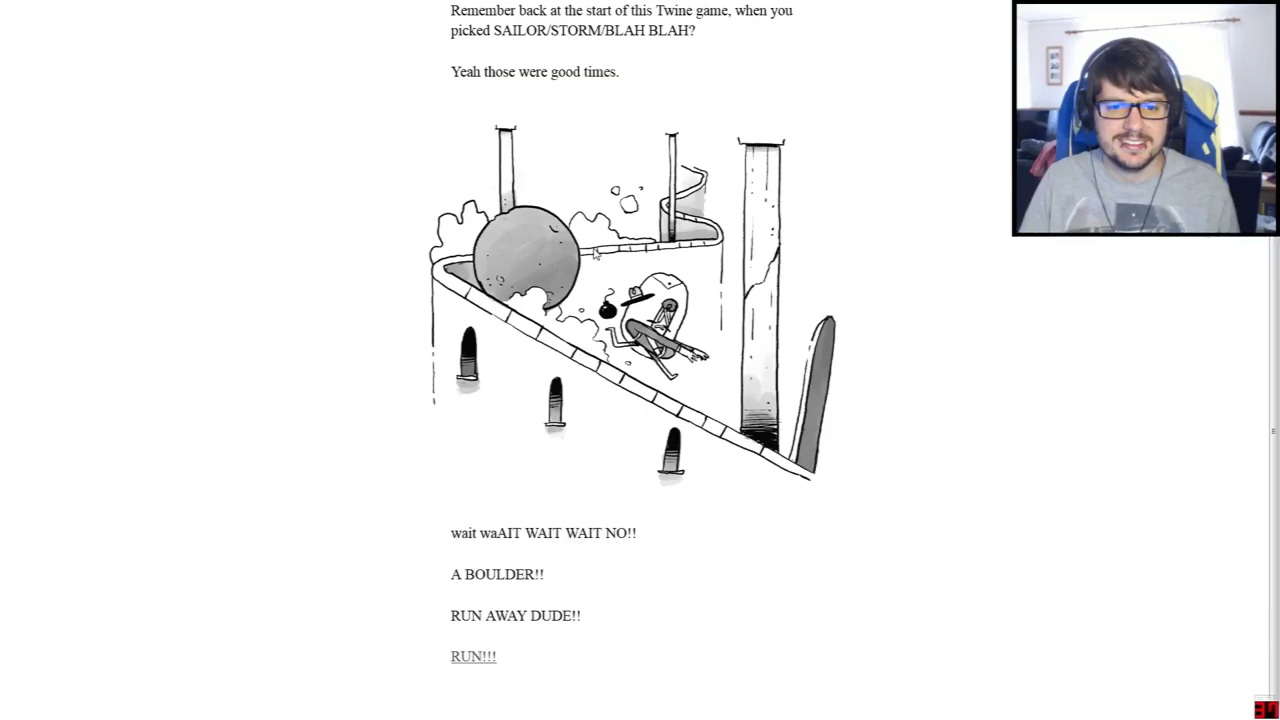 Remember back at the start of this Twine game, when you
picked SAILOR/STORM/BLAH BLAH?
Yeah those were good times.
wait waAIT WAIT WAIT NO!!
A BOULDER!!
RUN AWAY DUDE!!
RUN!!!